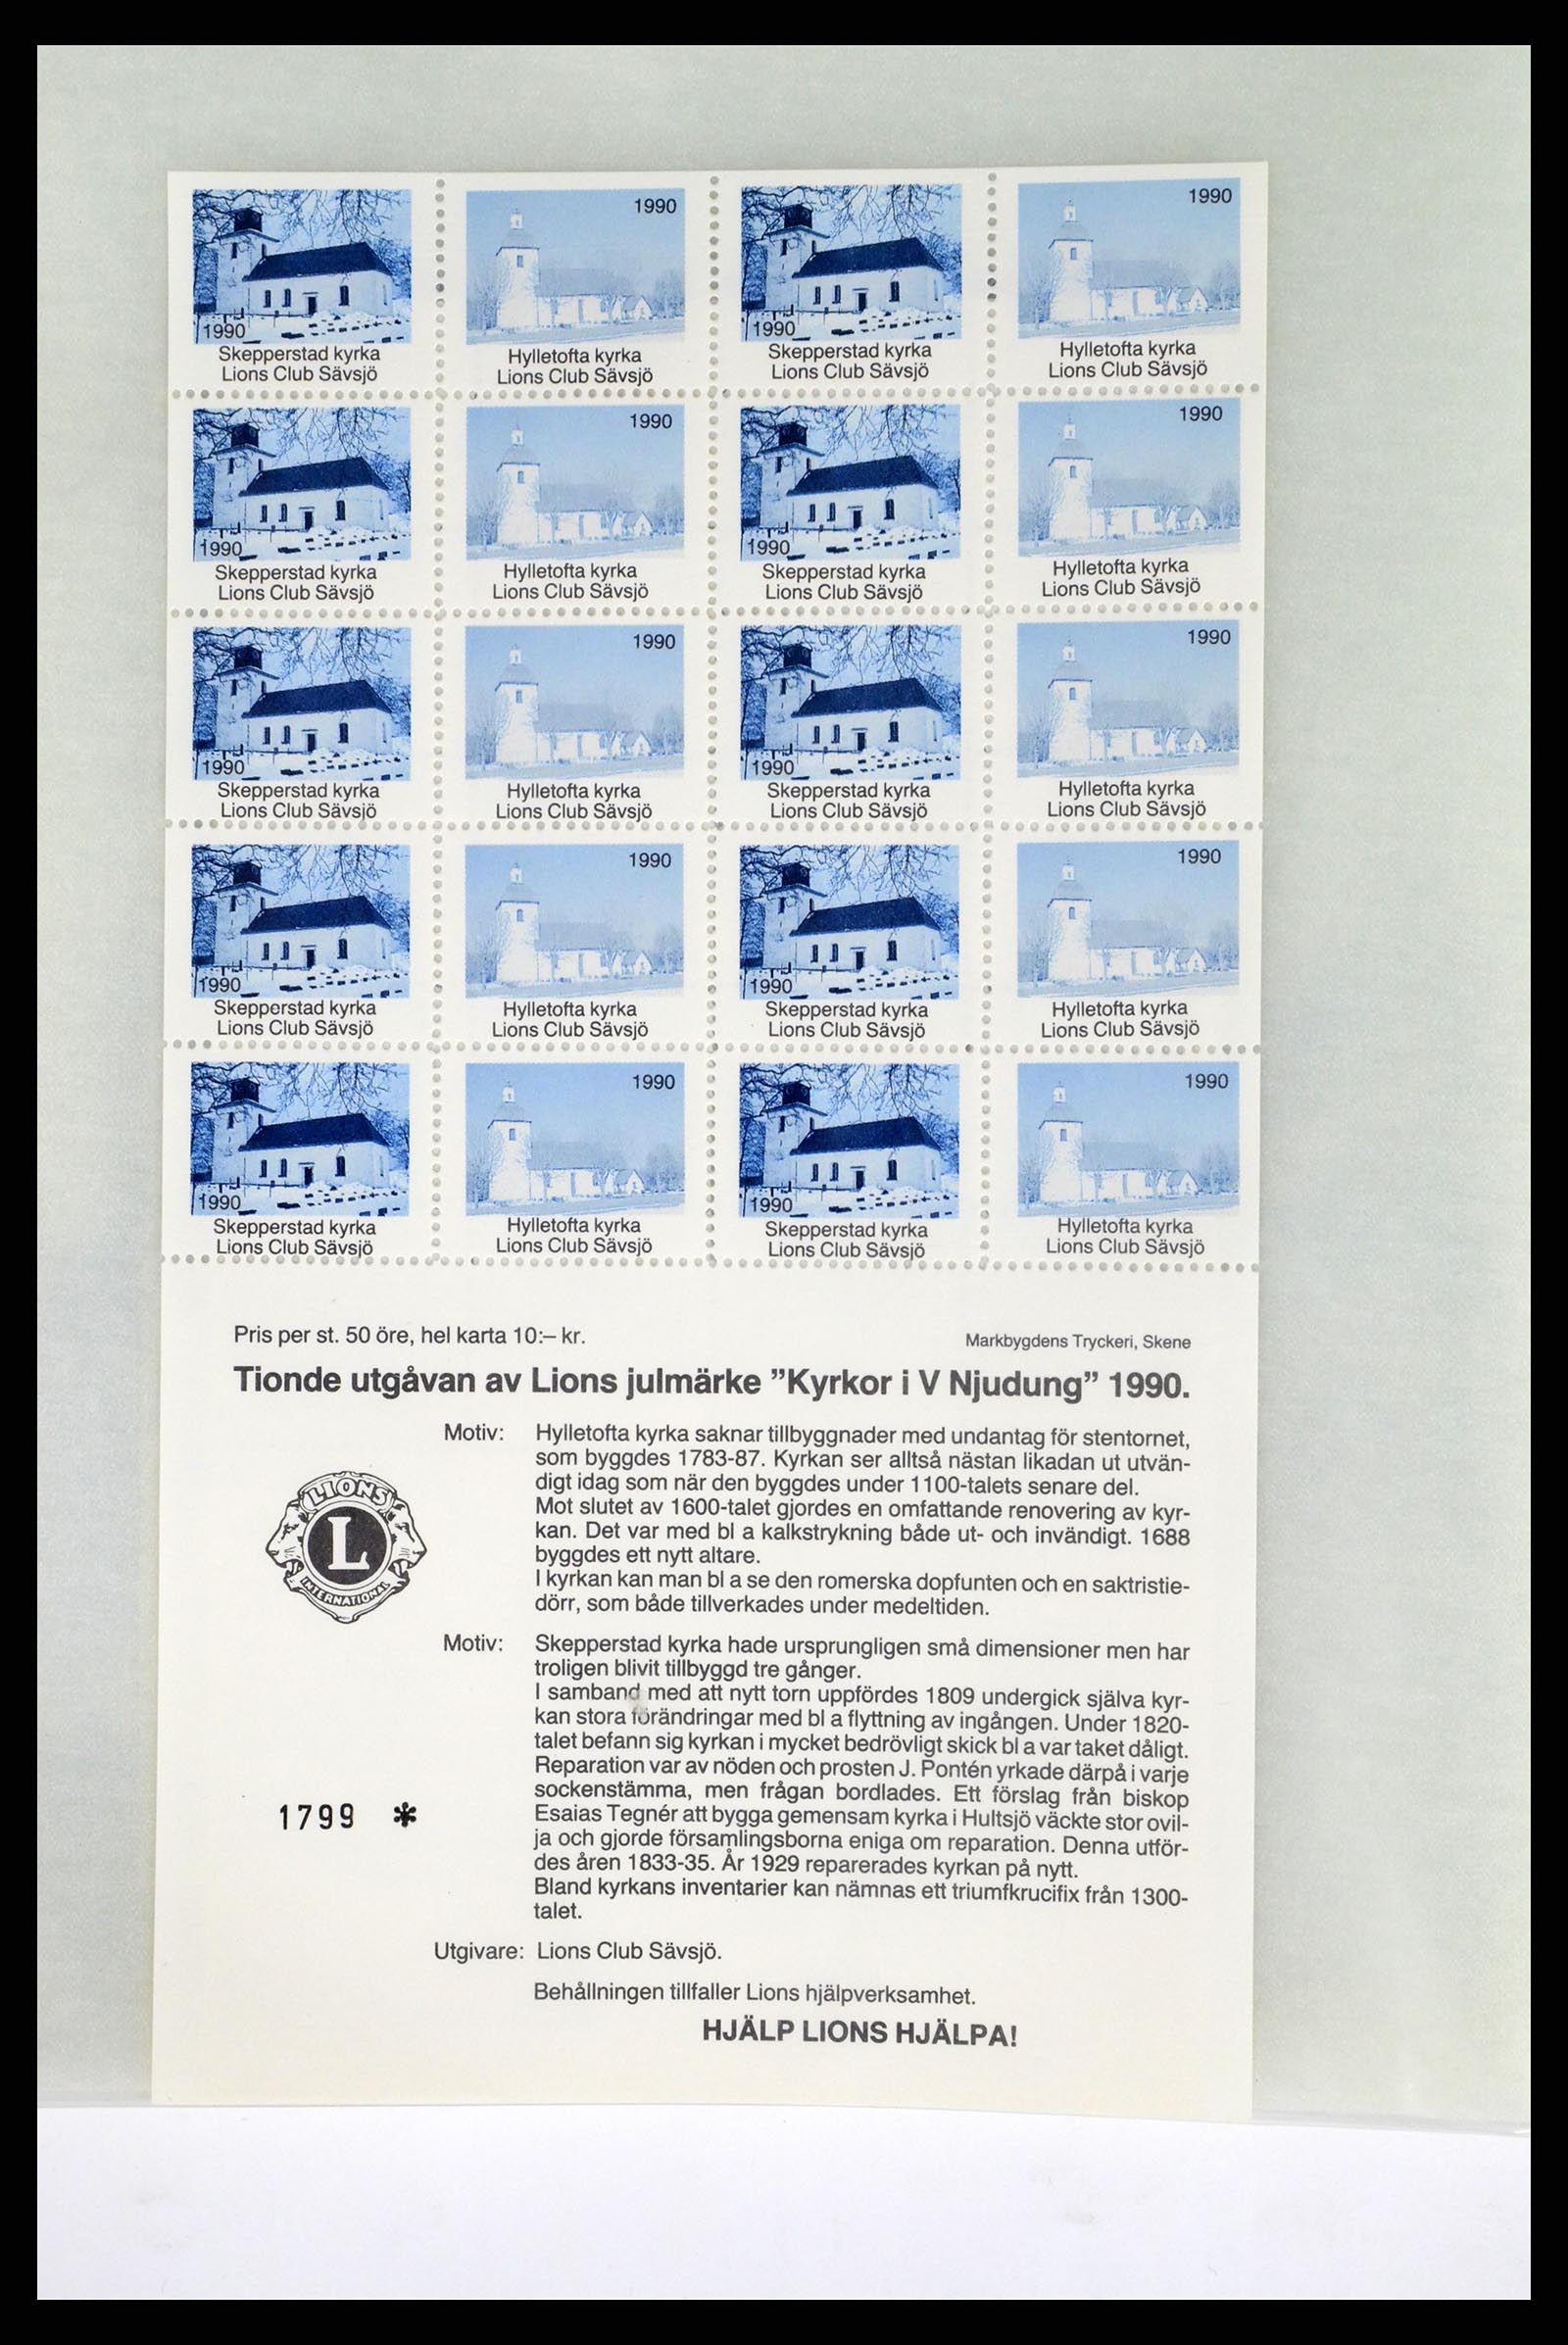 1990 1990 1990 1990
Skepperstad kyrka Hylletofta kyrka Skepperstad kyrka Hylletofta kyrka
Lions Club Sävsjö Lions Club Sävsjö Lions Club Sävsjö Lions Club Sävsjö
1990 1990 1990 1990
Skepperstad kyrka Hylletofta kyrka Skepperstad kyrka Hylletofta kyrka
Lions Club Sävsjö Lions Club Sävsjö Lions Club Sävsjö Lions Club Sävsjö
1990 1990 1990 1990
Skepperstad kyrka Hylletofta kyrka Skepperstad kyrka Hylletofta kyrka
Lions Club Sävsjö Lions Club Sävsjö Lions Club Sävsjö Lions Club Sävsjö
1990 1990 1990 1990
Skepperstad kyrka Hylletofta kyrka Skepperstad kyrka Hylletofta kyrka
Lions Club Sävsjö Lions Club Sävsjö Lions Club Sävsjö Lions Club Sävsjö
1990 1990 1990 1990
Skepperstad kyrka Hylletofta kyrka Skepperstad kyrka Hylletofta kyrka
Lions Club Sävsjö Lions Club Sävsjö Lions Club Sävsjö Lions Club Sävsjö
Pris per st. 50 öre, hel karta 10:– kr. Markbygdens Tryckeri, Skene
Tionde utgåvan av Lions julmärke ”Kyrkor i V Njudung” 1990.
Motiv: Hylletofta kyrka saknar tillbyggnader med undantag för stentornet,
som byggdes 1783-87. Kyrkan ser alltså nästan likadan ut utvän-
digt idag som när den byggdes under 1100-talets senare del.
Mot slutet av 1600-talet gjordes en omfattande renovering av kyr-
kan. Det var med bl a kalkstrykning både ut- och invändigt. 1688
byggdes ett nytt altare.
I kyrkan kan man bl a se den romerska dopfunten och en saktristie-
dörr, som både tillverkades under medeltiden.
LIONS
L
INTERNATIONAL
Motiv: Skepperstad kyrka hade ursprungligen små dimensioner men har
troligen blivit tillbyggd tre gånger.
I samband med att nytt torn uppfördes 1809 undergick själva kyr-
kan stora förändringar med bl a flyttning av ingången. Under 1820-
talet befann sig kyrkan i mycket bedrövligt skick bl a var taket dåligt.
Reparation var av nöden och prosten J. Pontén yrkade därpå i varje
sockenstämma, men frågan bordlades. Ett förslag från biskop
Esaias Tegnér att bygga gemensam kyrka i Hultsjö väckte stor ovil-
ja och gjorde församlingsborna eniga om reparation. Denna utför-
des åren 1833-35. År 1929 reparerades kyrkan på nytt.
Bland kyrkans inventarier kan nämnas ett triumfkrucifix från 1300-
talet.
1799 *
Utgivare: Lions Club Sävsjö.
Behållningen tillfaller Lions hjälpverksamhet.
HJÄLP LIONS HJÄLPA!